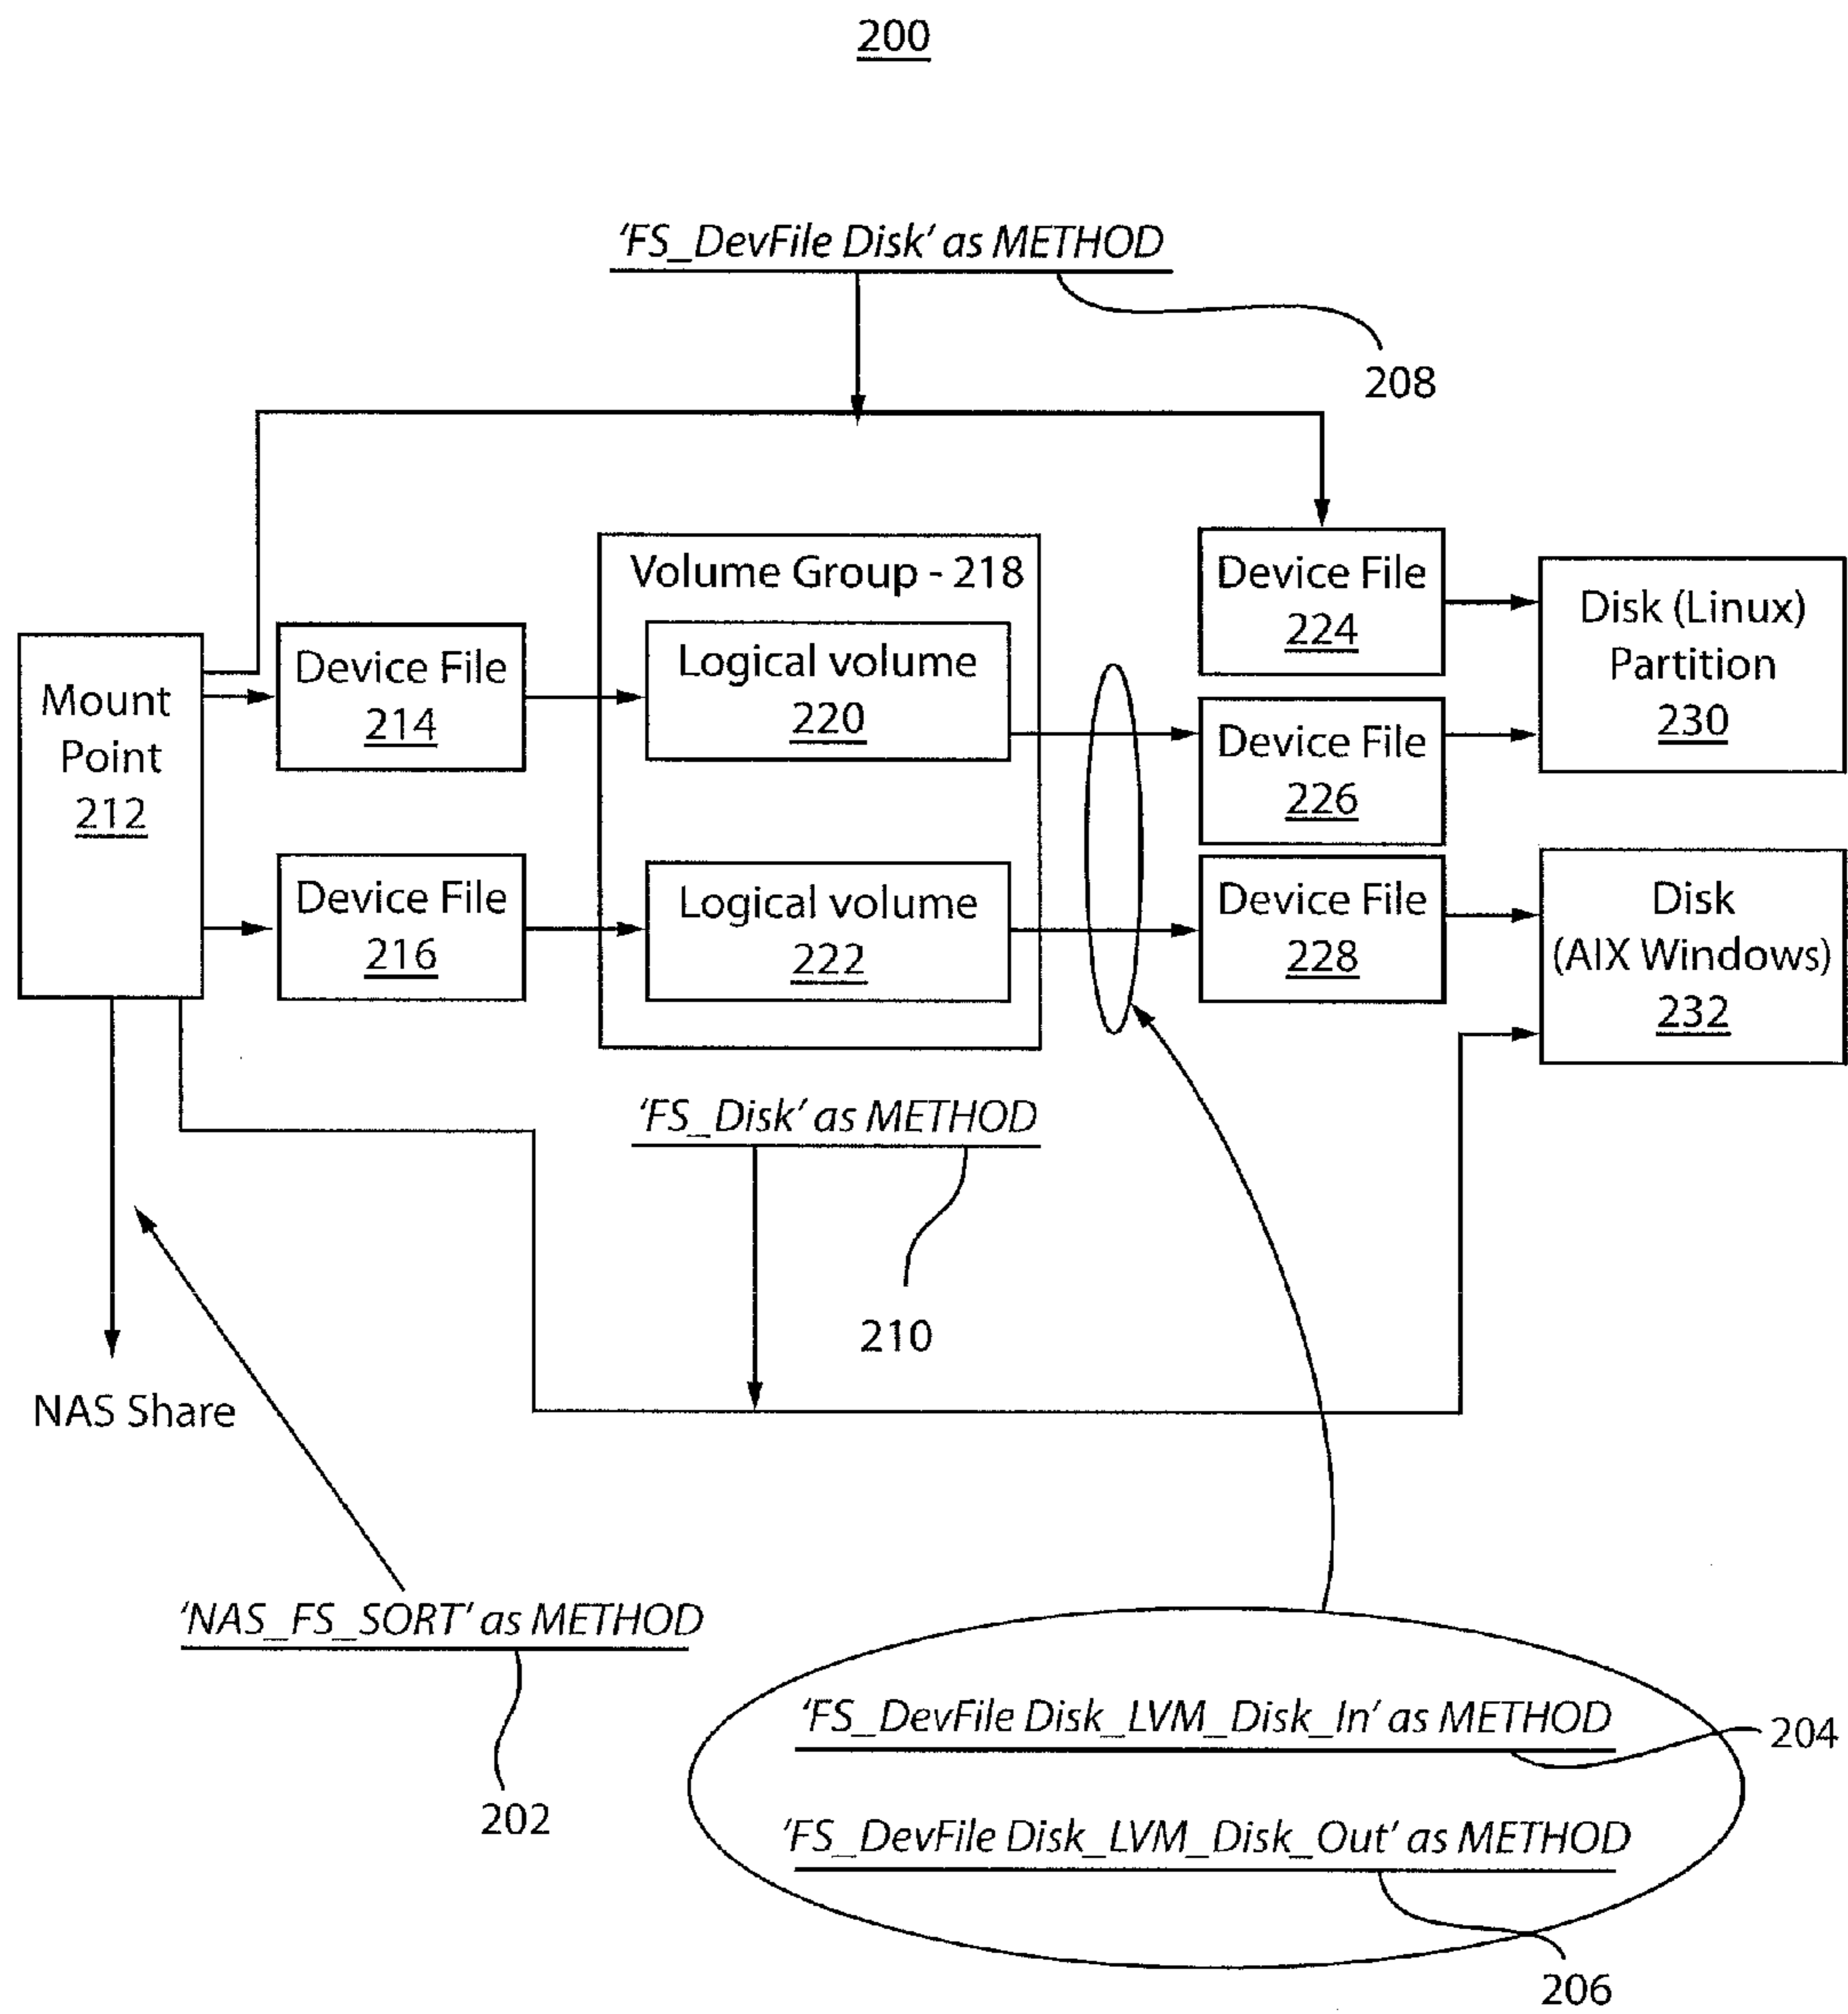 200
'FS_DevFile Disk' as METHOD
208
Mount
Point
212
Device File
214
Device File
216
Volume Group - 218
Logical volume
220
Logical volume
222
Device File
224
Device File
226
Device File
228
Disk (Linux)
Partition
230
Disk
(AIX Windows)
232
'FS_Disk' as METHOD
210
NAS Share
'NAS_FS_SORT' as METHOD
202
'FS_DevFile Disk_LVM_Disk_In' as METHOD
204
'FS_DevFile Disk_LVM_Disk_Out' as METHOD
206